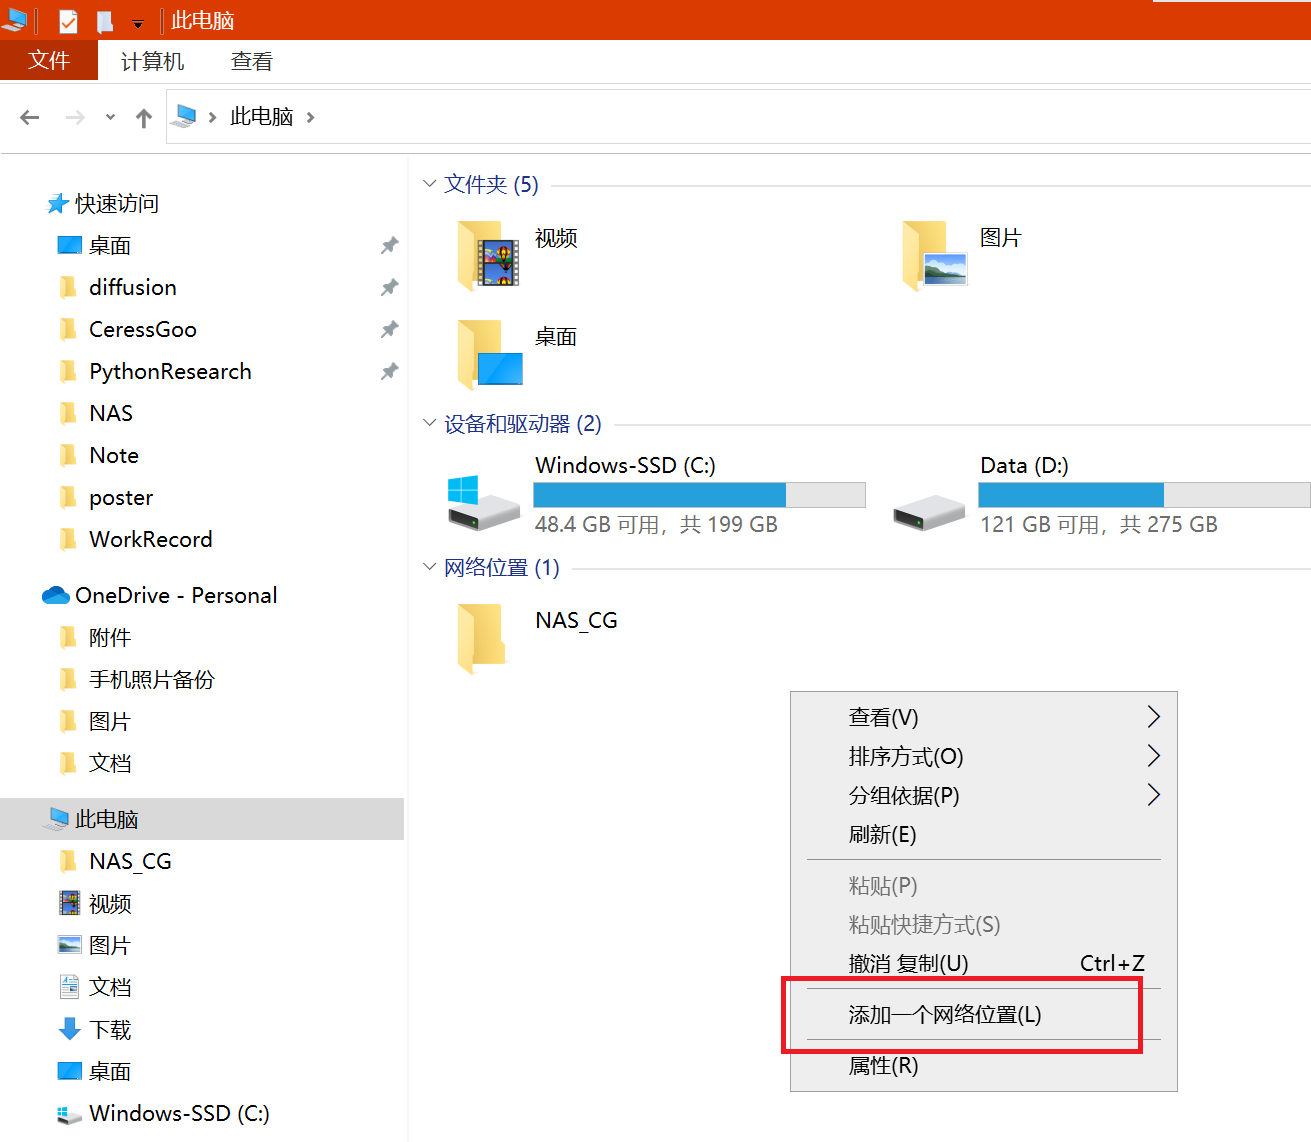 此电脑
文件 计算机 查看
此电脑
快速访问
桌面
diffusion
CeressGoo
PythonResearch
NAS
Note
poster
WorkRecord
OneDrive - Personal
附件
手机照片备份
图片
文档
此电脑
NAS_CG
视频
图片
文档
下载
桌面
Windows-SSD (C:)
文件夹 (5)
视频
图片
桌面
设备和驱动器 (2)
Windows-SSD (C:)
48.4 GB 可用，共 199 GB
Data (D:)
121 GB 可用，共 275 GB
网络位置 (1)
NAS_CG
查看(V)
排序方式(O)
分组依据(P)
刷新(E)
粘贴(P)
粘贴快捷方式(S)
撤消 复制(U) Ctrl+Z
添加一个网络位置(L)
属性(R)